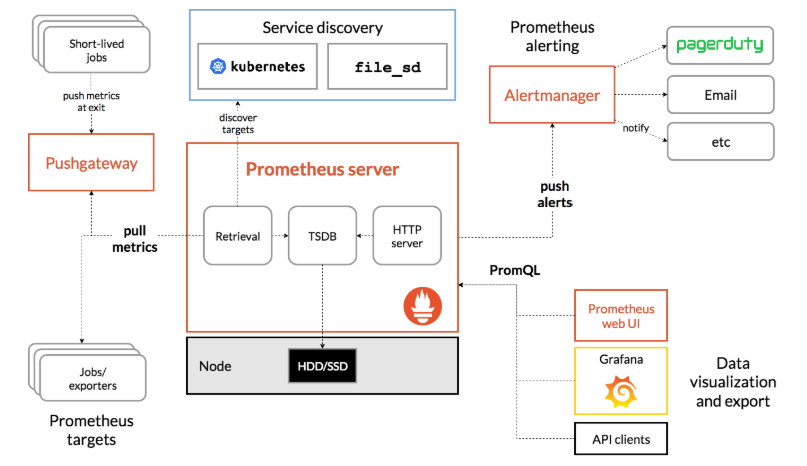 Short-lived
jobs
push metrics
at exit
Pushgateway
pull
metrics
Jobs/
exporters
Prometheus
targets
Service discovery
kubernetes
file_sd
discover
targets
Prometheus server
Retrieval
TSDB
HTTP
server
Node
HDD/SSD
Prometheus
alerting
Alertmanager
pagerduty
Email
notify
etc
push
alerts
PromQL
Prometheus
web UI
Grafana
API clients
Data
visualization
and export